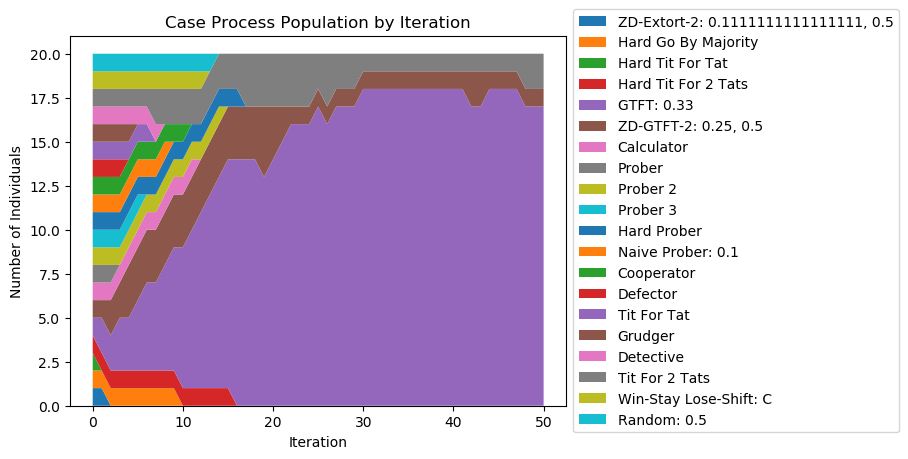 Case Process Population by Iteration
20.0
17.5
15.0
12.5
10.0
7.5
5.0
2.5
0.0
Number of Individuals
0 10 20 30 40 50
Iteration
ZD-Extort-2: 0.1111111111111111, 0.5
Hard Go By Majority
Hard Tit For Tat
Hard Tit For 2 Tats
GTFT: 0.33
ZD-GTFT-2: 0.25, 0.5
Calculator
Prober
Prober 2
Prober 3
Hard Prober
Naive Prober: 0.1
Cooperator
Defector
Tit For Tat
Grudger
Detective
Tit For 2 Tats
Win-Stay Lose-Shift: C
Random: 0.5